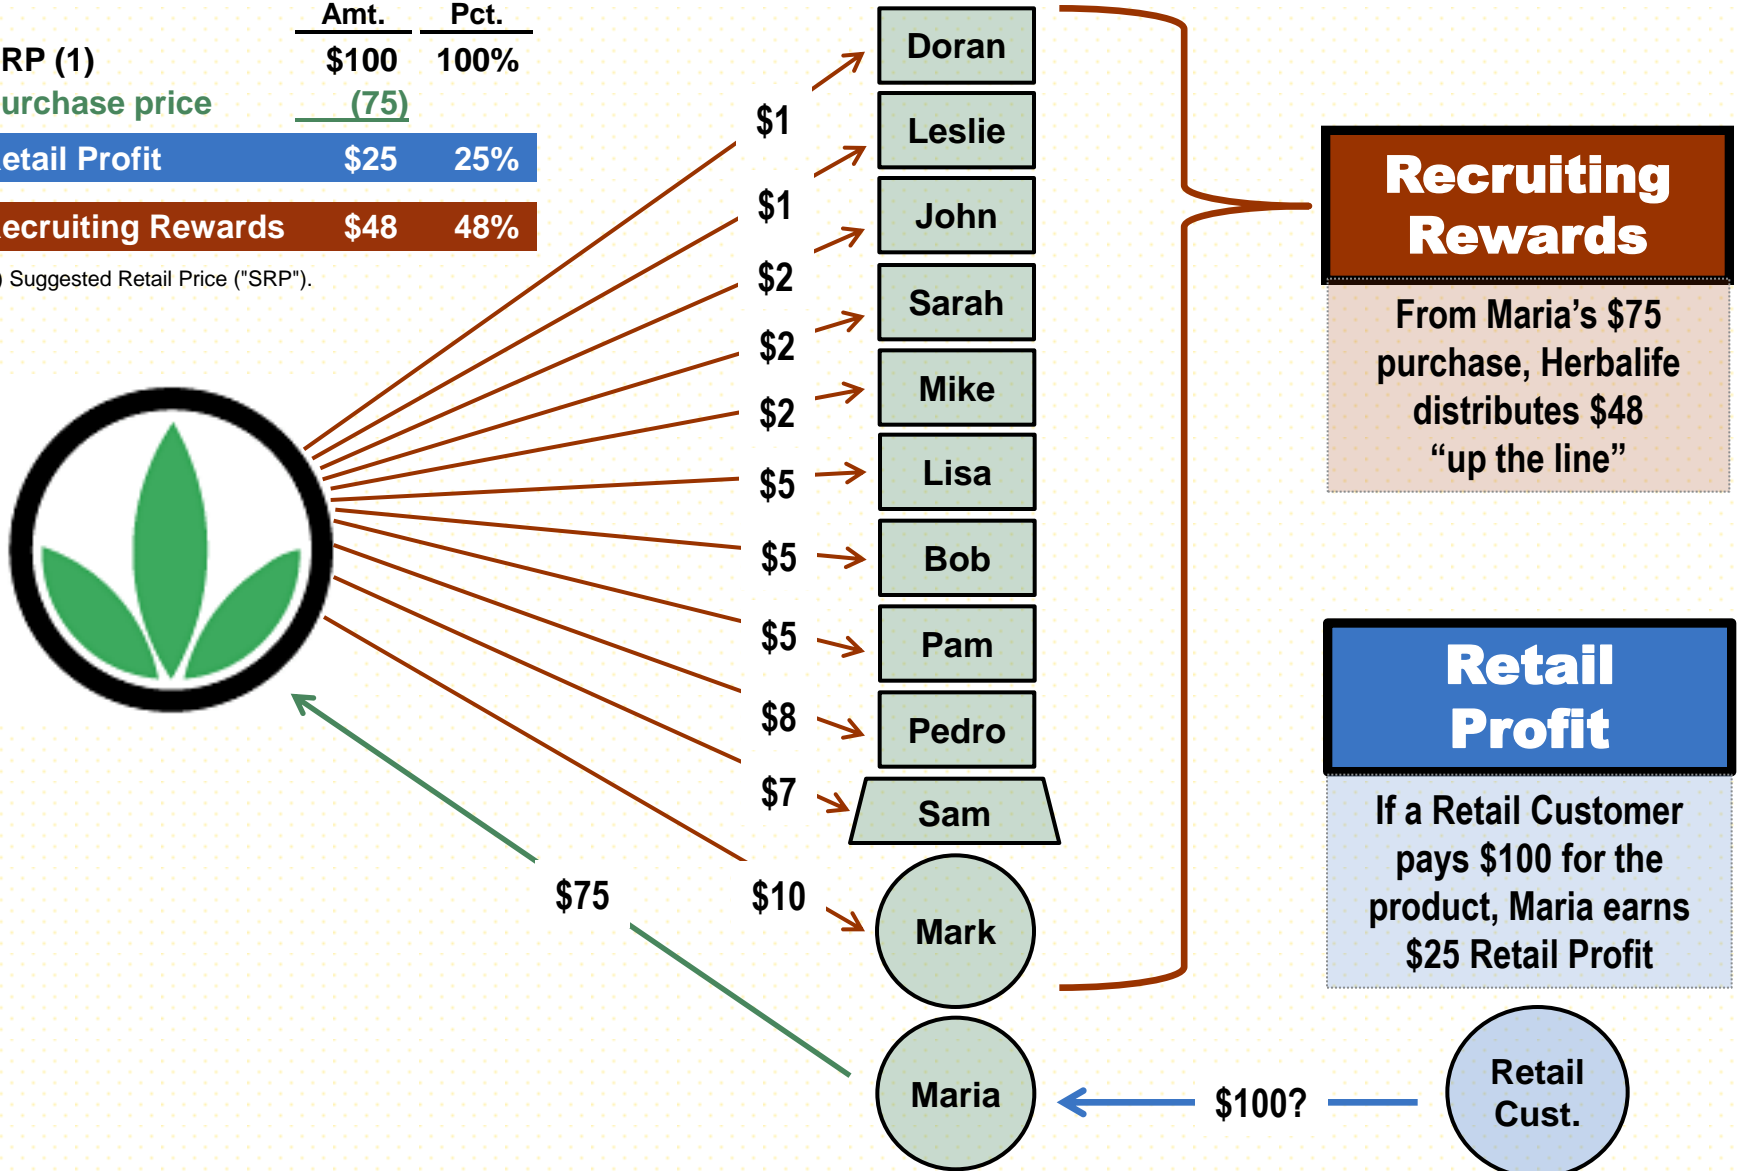 Amt. Pct.
RP (1) $100 100%
urchase price (75)
etail Profit $25 25%
ecruiting Rewards $48 48%
) Suggested Retail Price ("SRP").
$1
$1
$2
$2
$2
$5
$5
$5
$8
$7
$10
$75
Doran
Leslie
John
Sarah
Mike
Lisa
Bob
Pam
Pedro
Sam
Mark
Maria
Recruiting
Rewards
From Maria’s $75
purchase, Herbalife
distributes $48
“up the line”
Retail
Profit
If a Retail Customer
pays $100 for the
product, Maria earns
$25 Retail Profit
$100?
Retail
Cust.